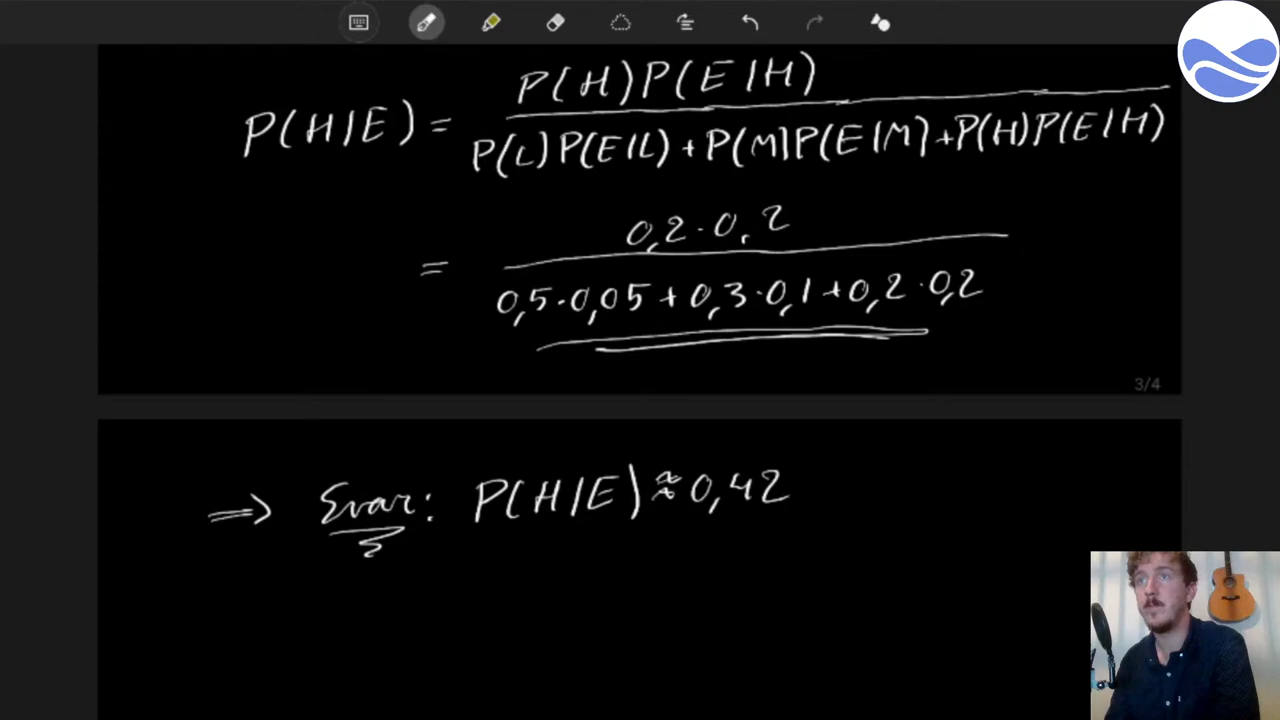 P(H)P(E|H)
P(H|E) =
P(L)P(E|L) + P(M)P(E|M) + P(H)P(E|H)
0,2 · 0,2
=
0,5 · 0,05 + 0,3 · 0,1 + 0,2 · 0,2
3/4
⇒ Svar: P(H|E) ≈ 0,42